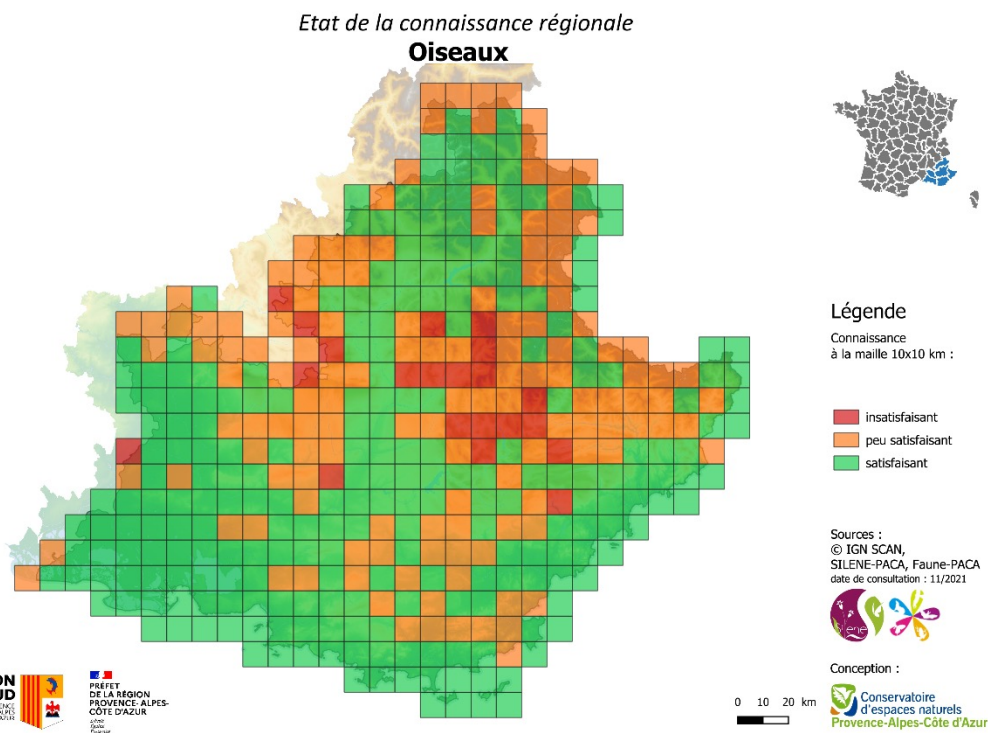 Etat de la connaissance régionale
Oiseaux
Légende
Connaissance
à la maille 10x10 km :
insatisfaisant
peu satisfaisant
satisfaisant
Sources :
© IGN SCAN,
SILENE-PACA, Faune-PACA
date de consultation : 11/2021
Conception :
Conservatoire
d'espaces naturels
Provence-Alpes-Côte d'Azur
0 10 20 km
ON
UD
PRÉFET
DE LA RÉGION
PROVENCE- ALPES-
CÔTE D'AZUR